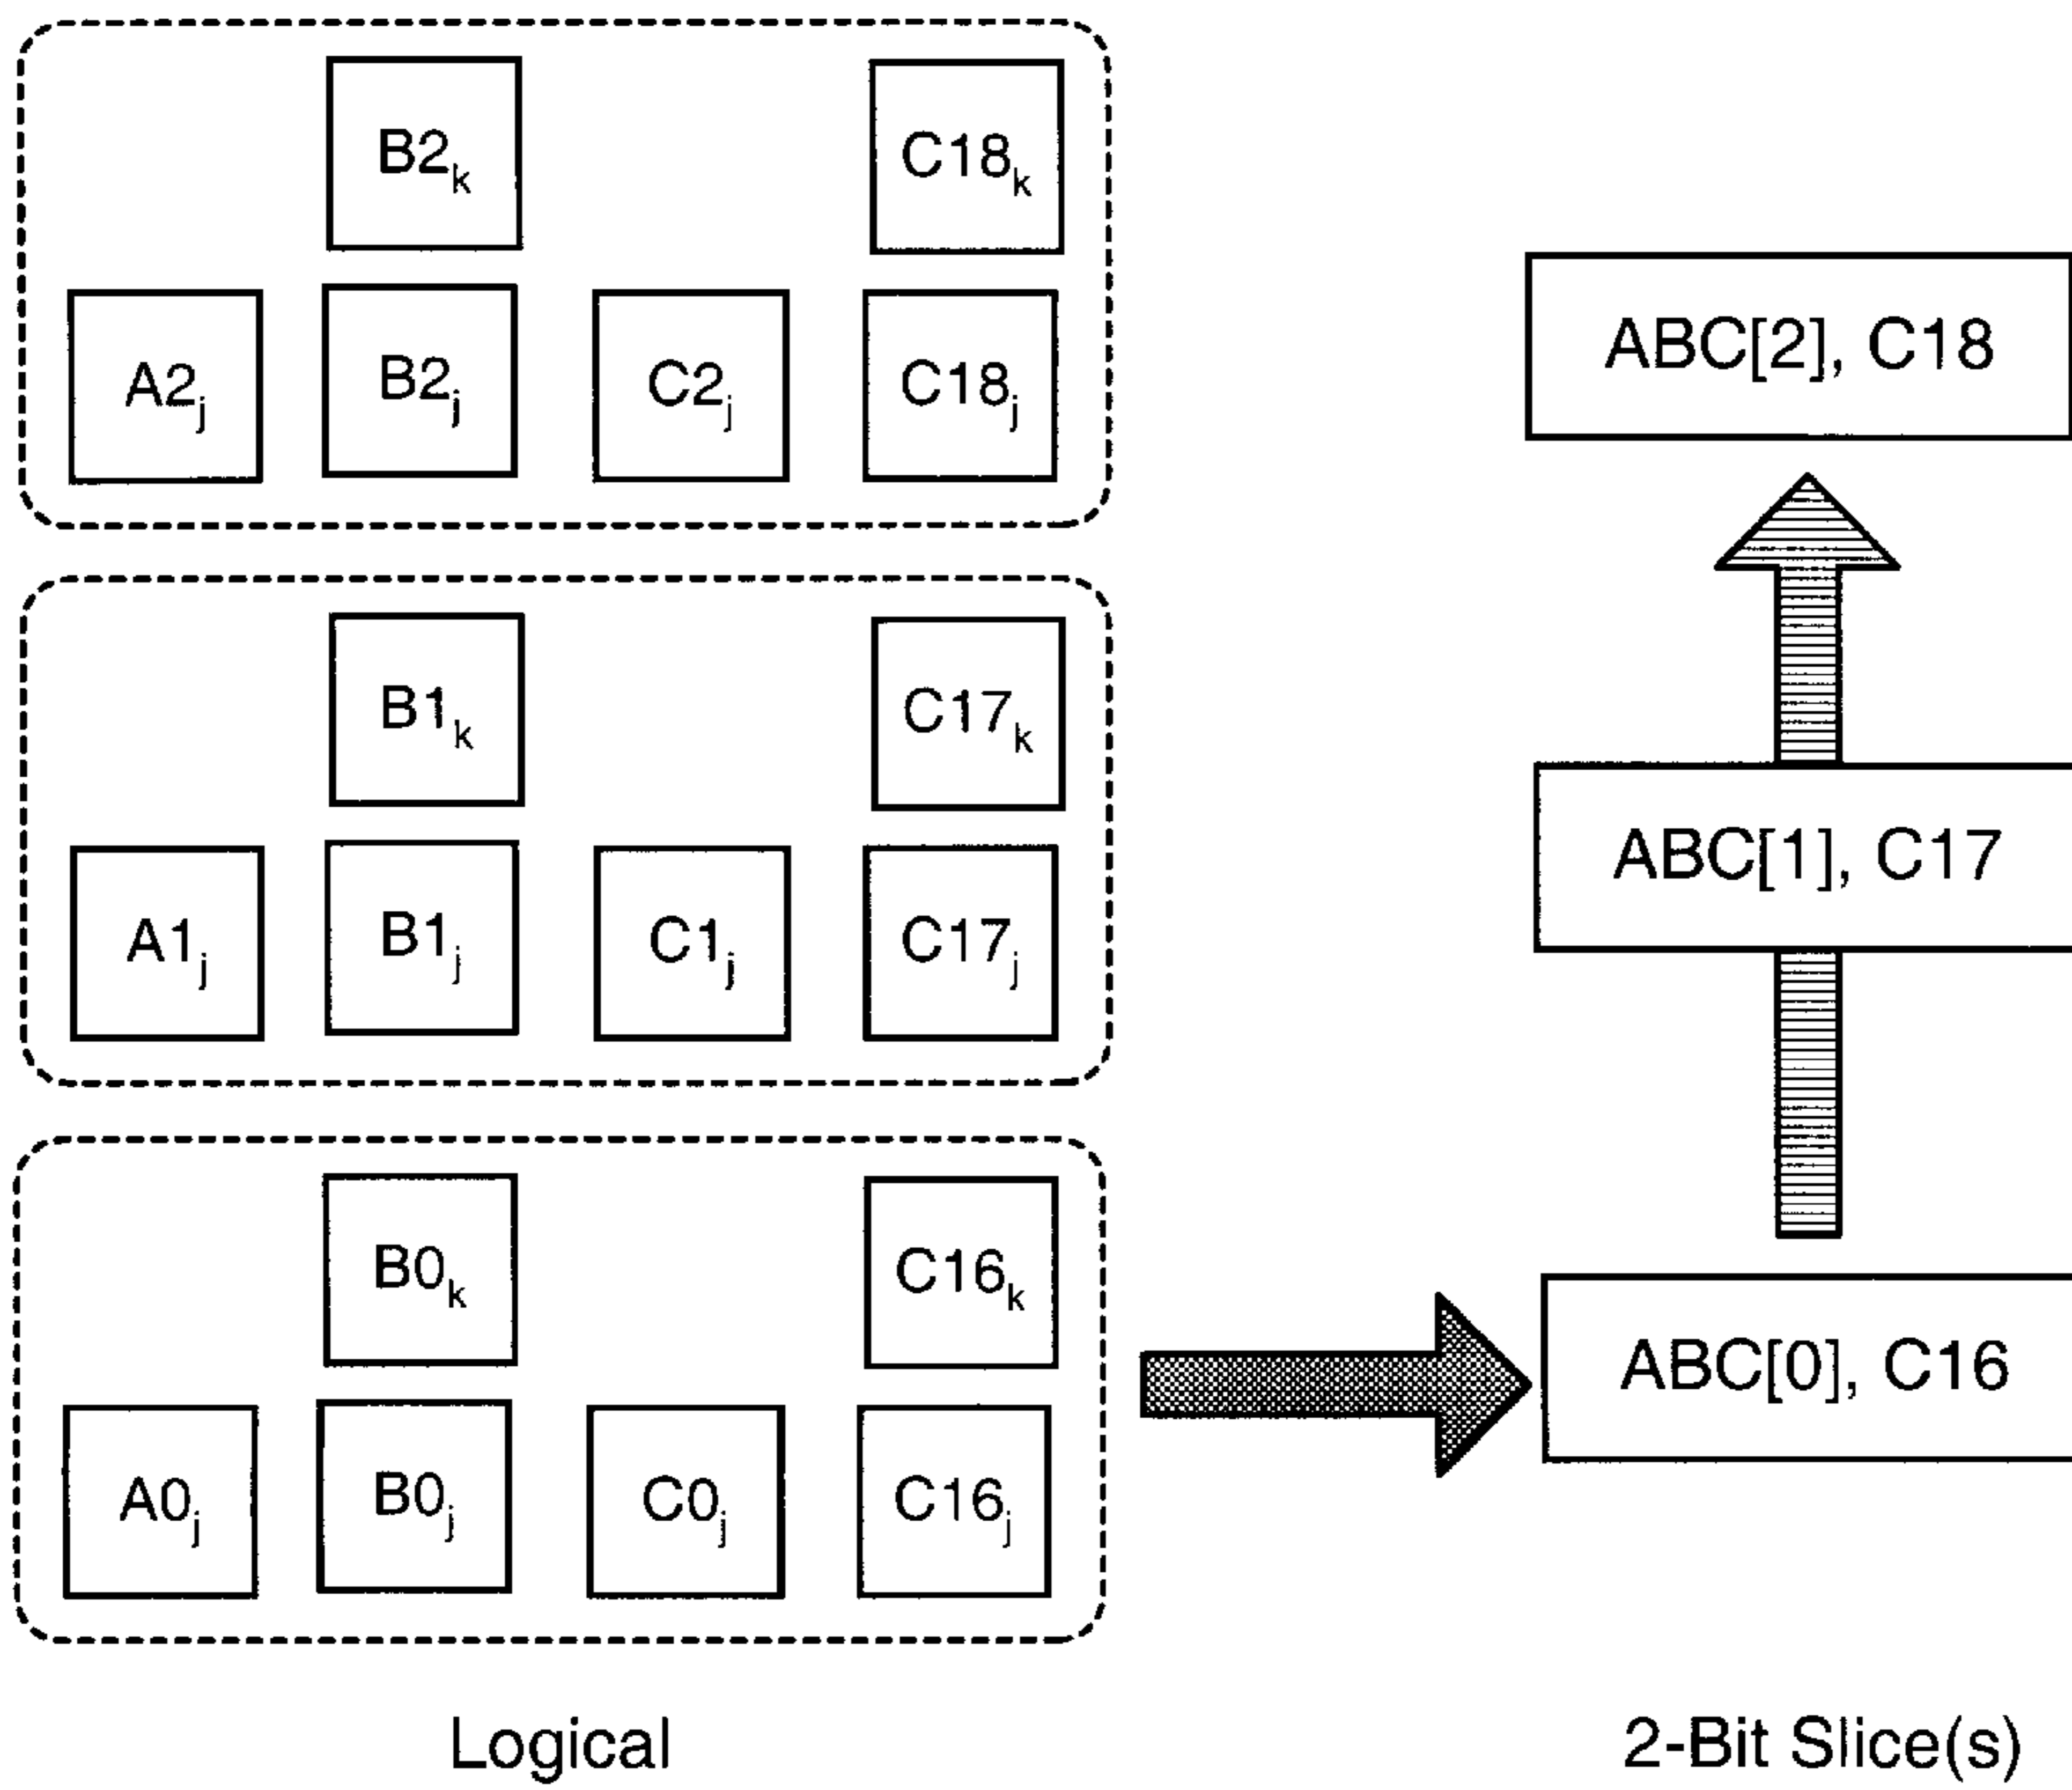 B2k C18k
A2j B2j C2j C18j
ABC[2], C18
B1k C17k
A1j B1j C1j C17j
ABC[1], C17
B0k C16k
A0j B0j C0j C16j
ABC[0], C16
Logical
2-Bit Slice(s)